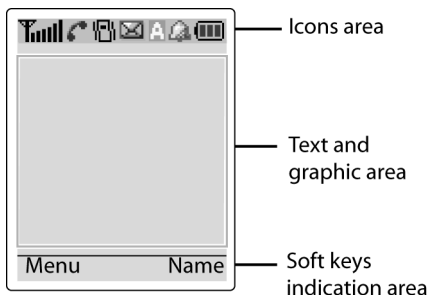 A
Icons area
Text and
graphic area
Menu Name
Soft keys
indication area